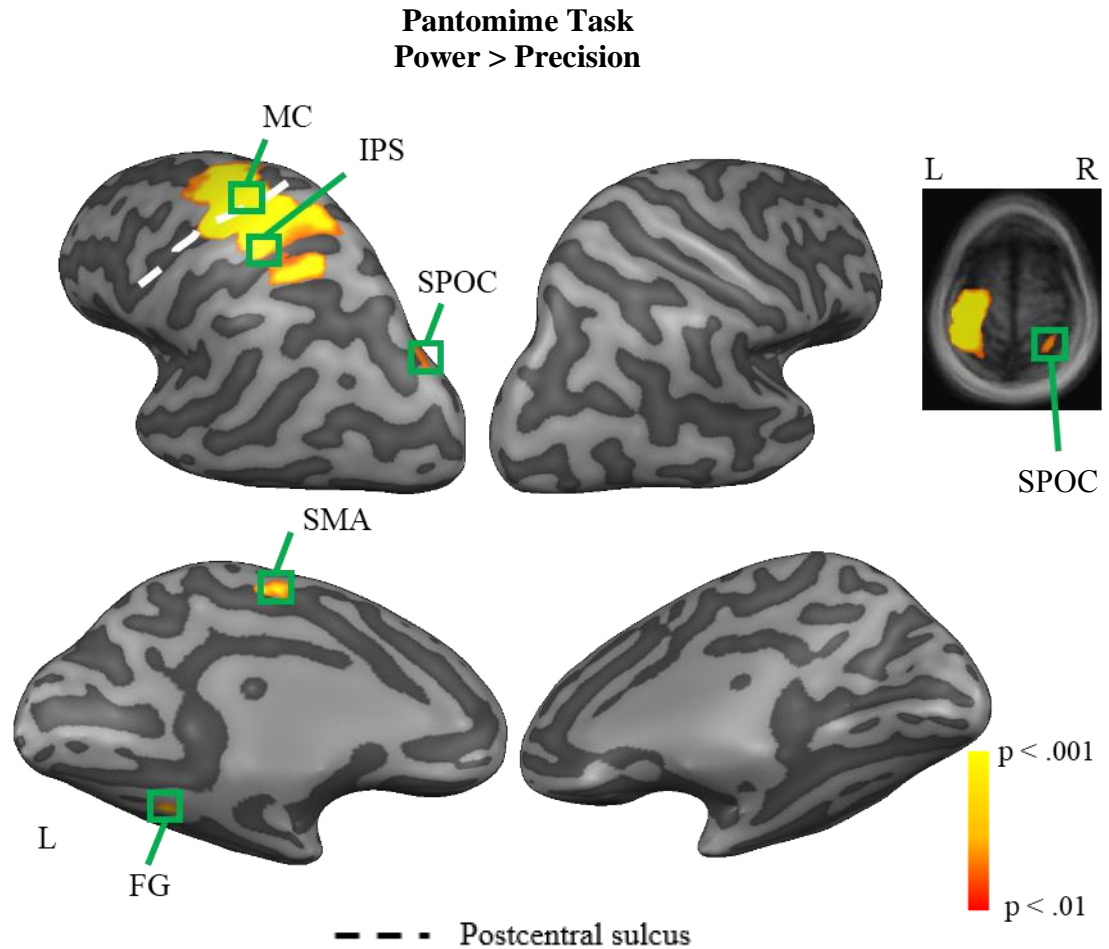 Pantomime Task
Power > Precision
MC
IPS
SPOC
L R
SPOC
SMA
L
FG
p < .001
p < .01
Postcentral sulcus